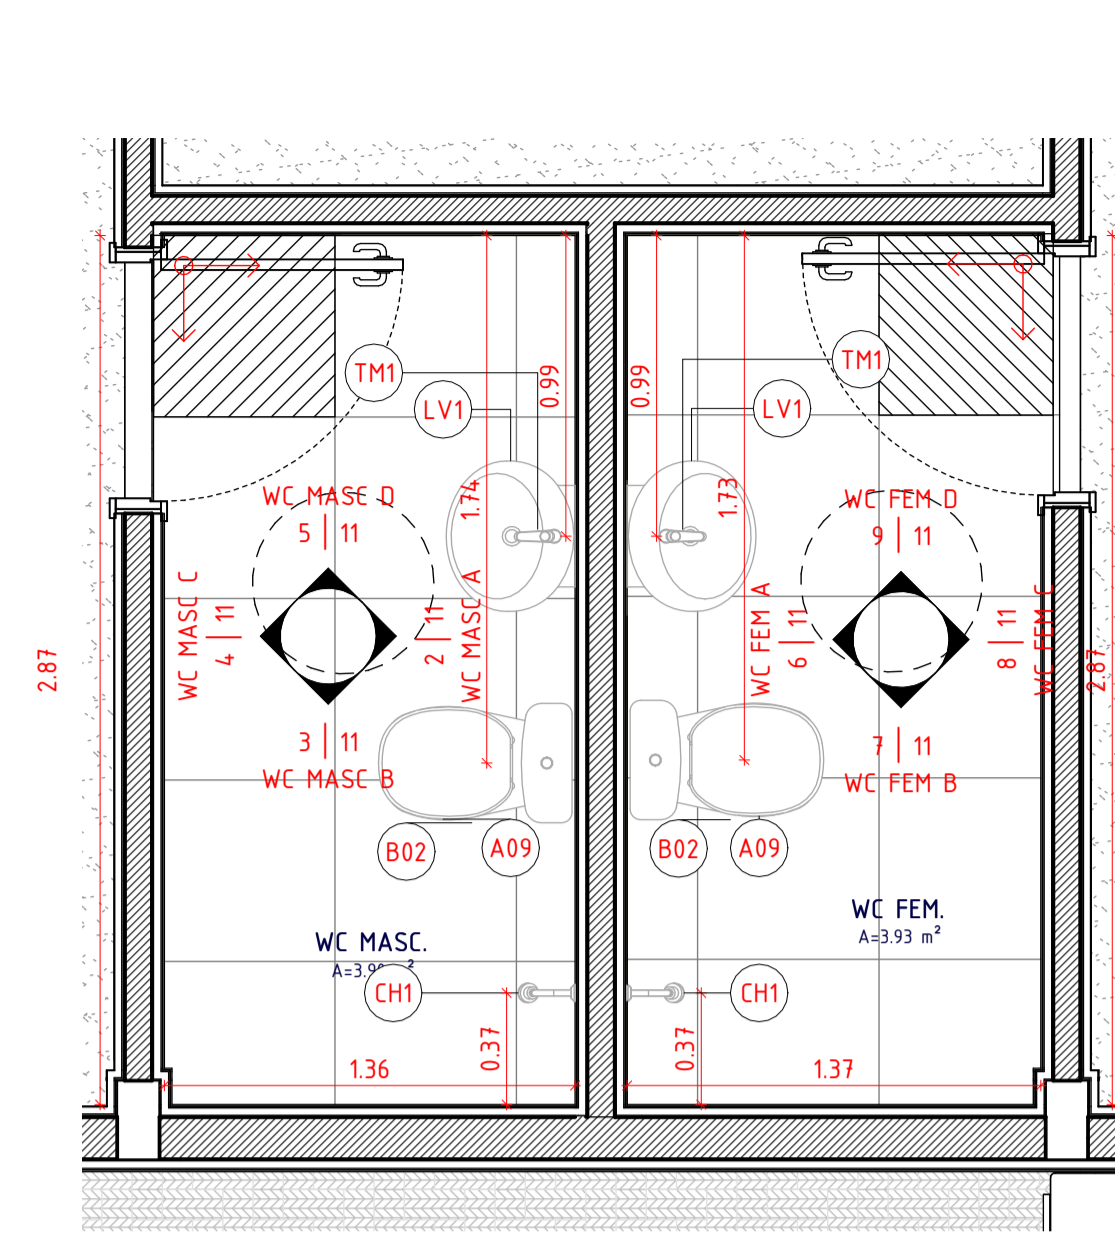 TM1
TM1
LV1
LV1
0.99
0.99
1.74
1.73
WC MASC D
5 | 11
WC FEM D
9 | 11
WC MASC C
4 | 11
2 | 11
WC MASC A
WC FEM A
6 | 11
8 | 11
WC FEM C
2.87
2.87
3 | 11
WC MASC B
7 | 11
WC FEM B
B02
A09
B02
A09
WC MASC.
WC FEM.
A=3.93 m²
CH1
CH1
0.37
0.37
1.36
1.37